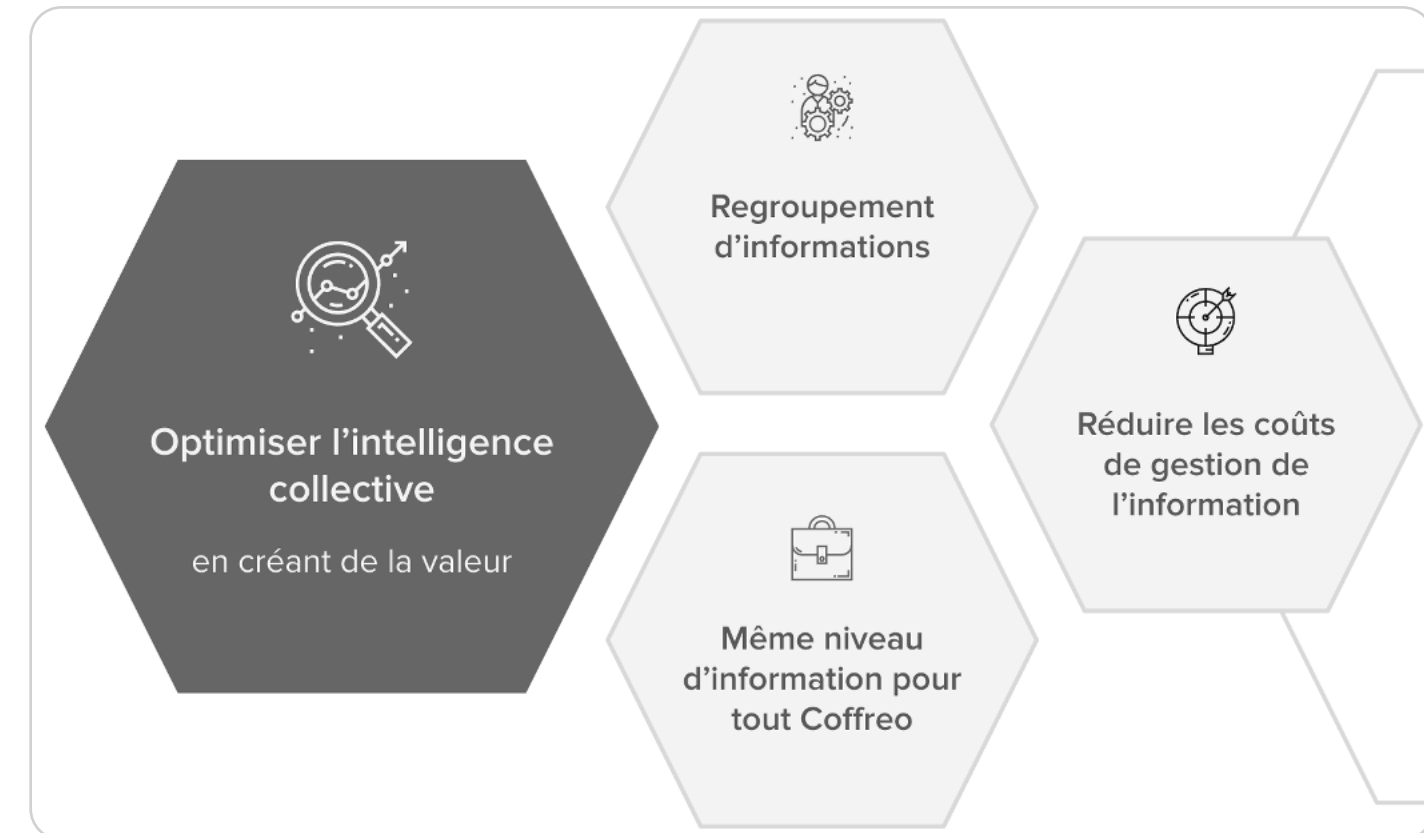 Optimiser l’intelligence
collective
en créant de la valeur
Regroupement
d’informations
Même niveau
d’information pour
tout Coffreo
Réduire les coûts
de gestion de
l’information